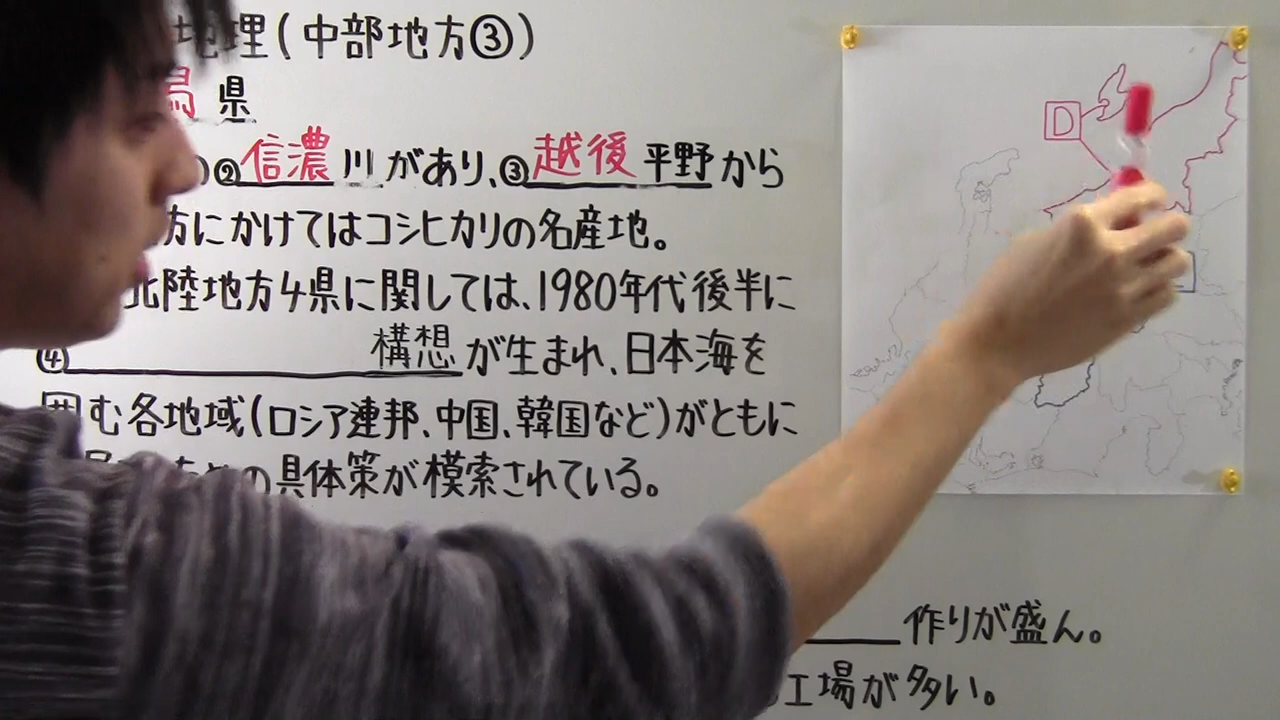 地理(中部地方③)
潟 県
②信濃川があり、③越後平野から
方にかけてはコシヒカリの名産地。
北陸地方4県に関しては、1980年代後半に
④ 構想が生まれ、日本海を
囲む各地域(ロシア連邦、中国、韓国など)がともに
の具体策が模索されている。
作りが盛ん。
工場が多い。
D